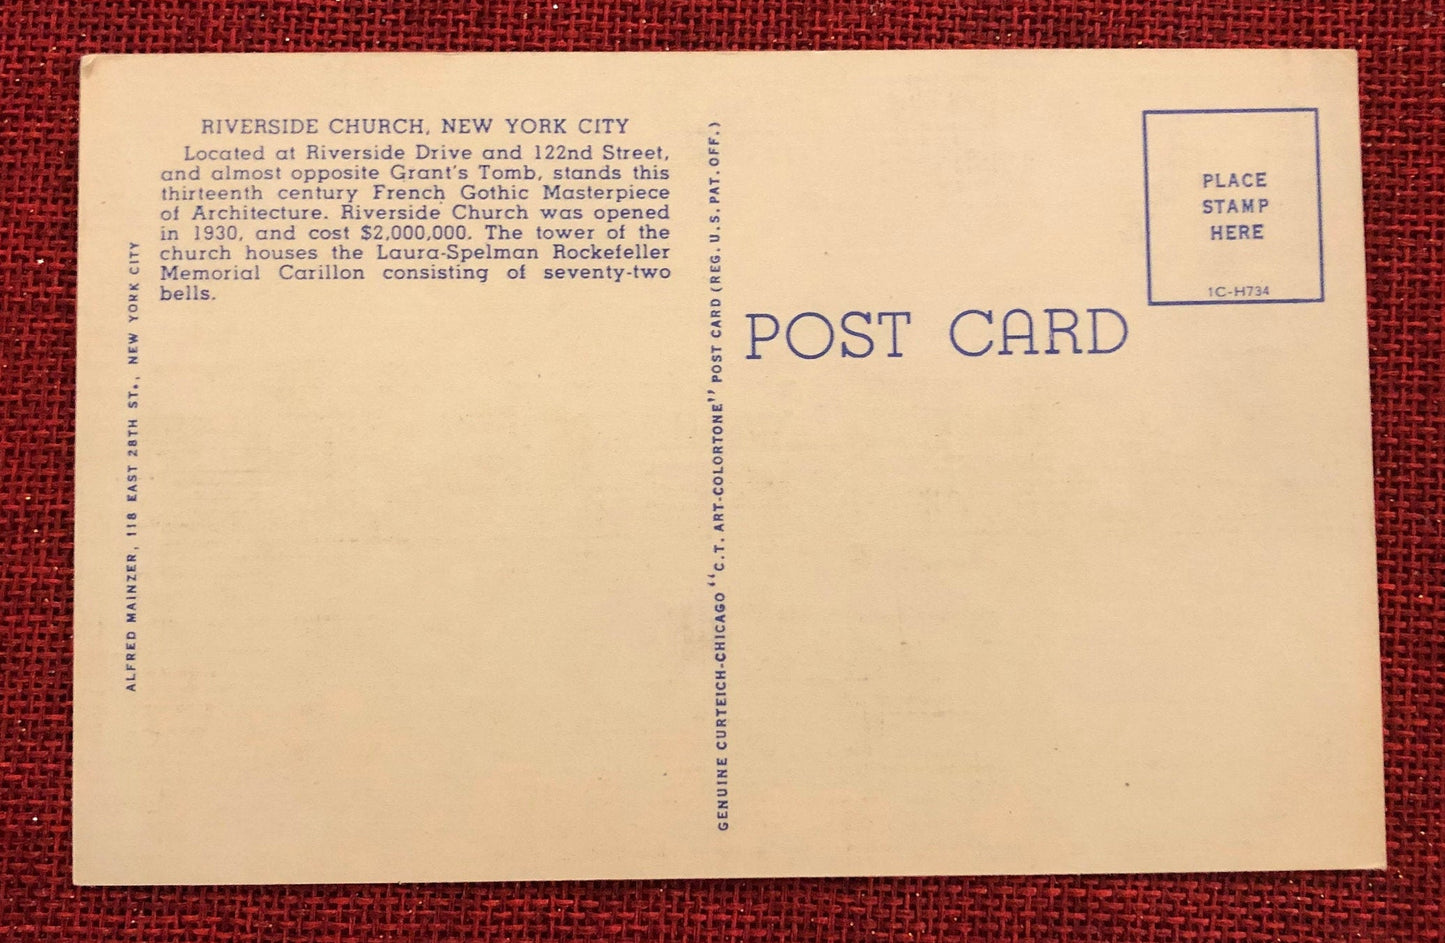 RIVERSIDE CHURCH, NEW YORK CITY
Located at Riverside Drive and 122nd Street,
and almost opposite Grant's Tomb, stands this
thirteenth century French Gothic Masterpiece
of Architecture. Riverside Church was opened
in 1930, and cost $2,000,000. The tower of the
church houses the Laura-Spelman Rockefeller
Memorial Carillon consisting of seventy-two
bells.
ALFRED MAINZER, 118 EAST 28TH ST., NEW YORK CITY
GENUINE CURTEICH-CHICAGO "C.T. ART-COLORTONE" POST CARD (REG. U.S. PAT. OFF.)
POST CARD
PLACE
STAMP
HERE
1C-H734